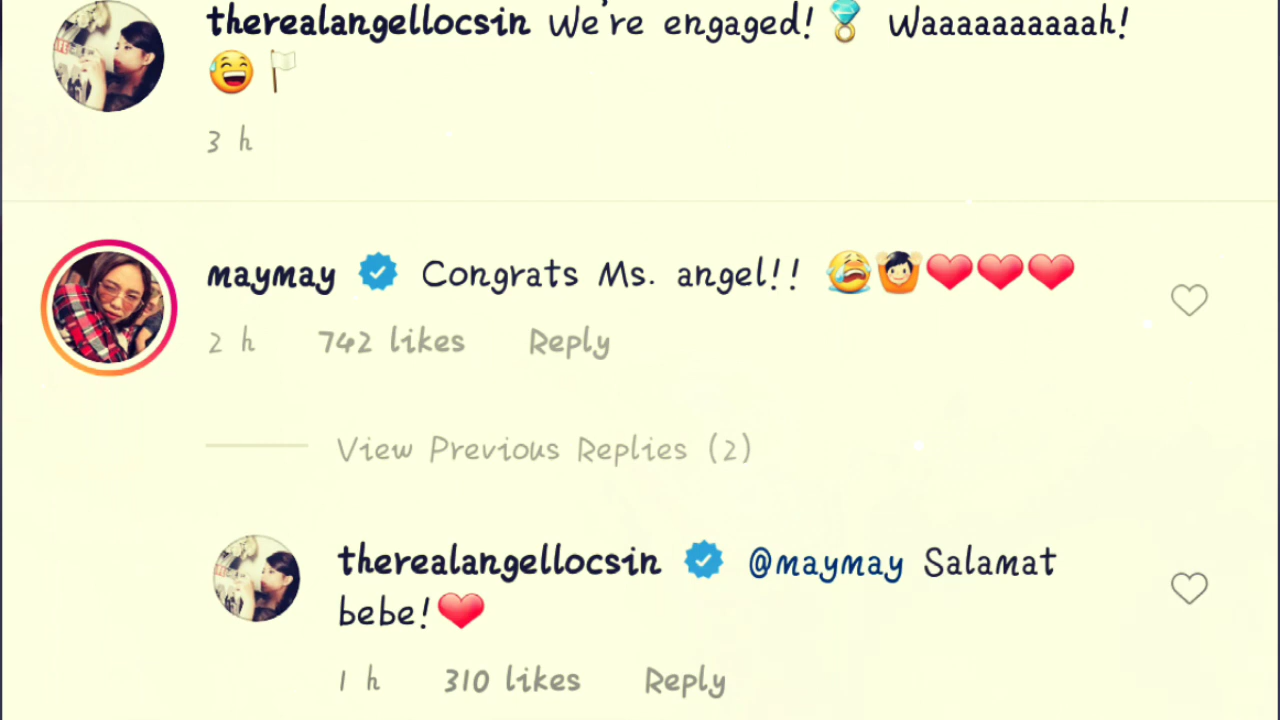 therealangellocsin We're engaged!💍 Waaaaaaaaaah!
😅🏳
3 h
maymay Congrats Ms. angel!! 😭🙌❤❤❤
2 h 742 likes Reply
View Previous Replies (2)
therealangellocsin @maymay Salamat
bebe!❤
1 h 310 likes Reply